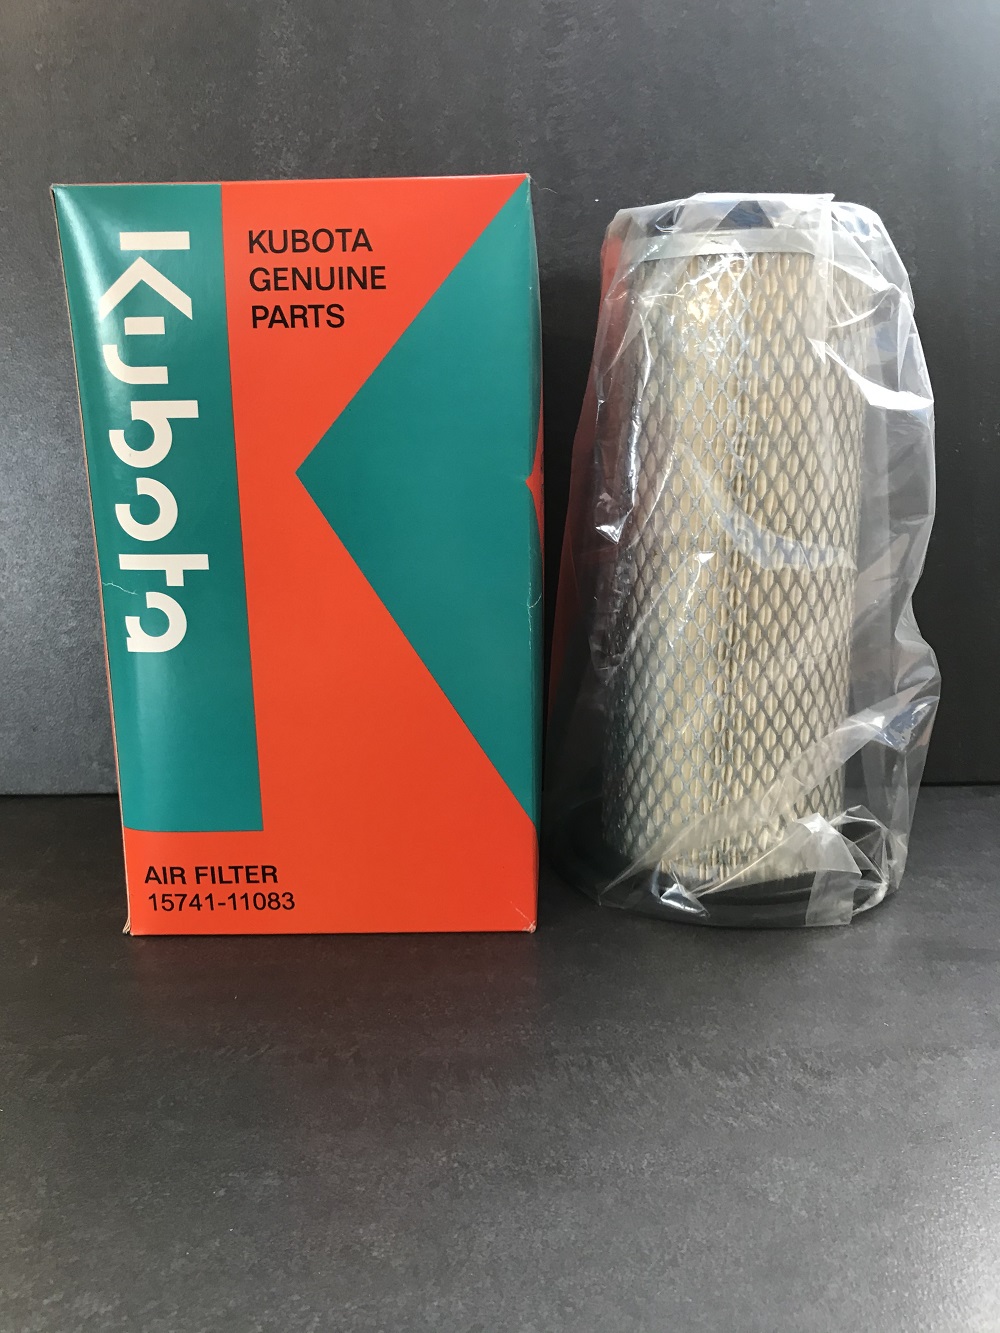 Kubota
KUBOTA
GENUINE
PARTS
AIR FILTER
15741-11083